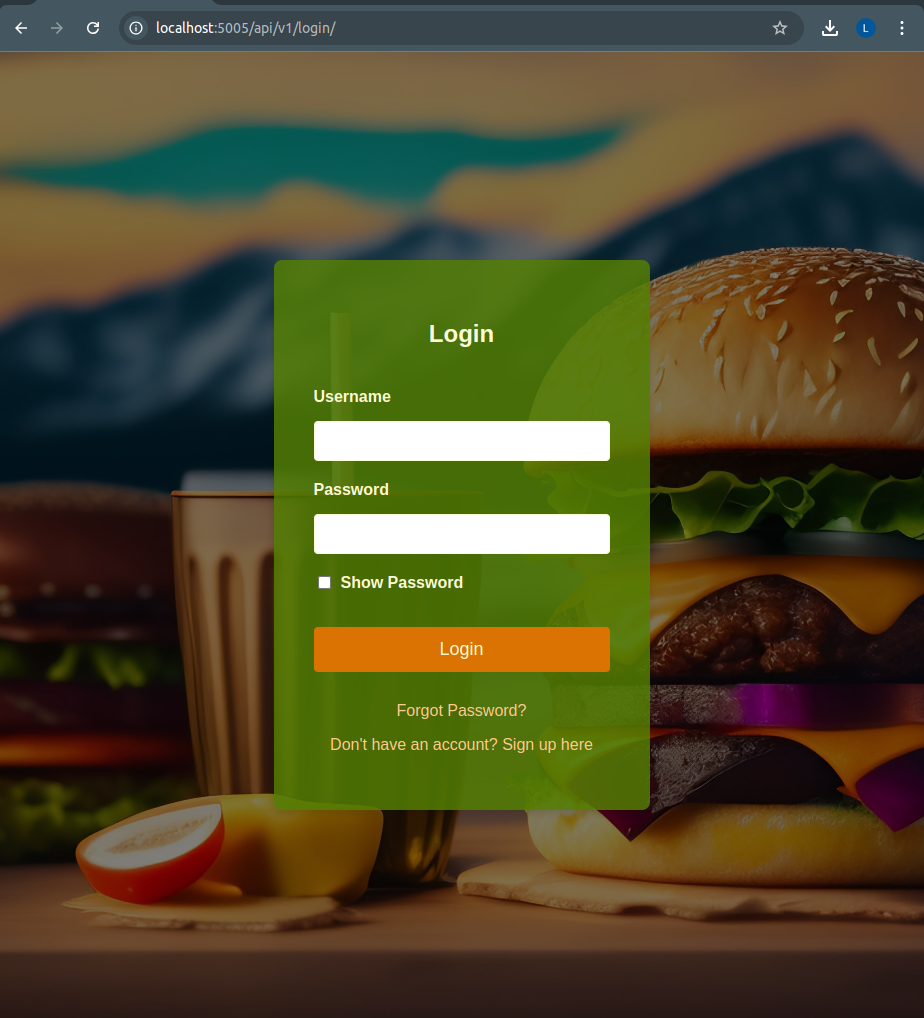 localhost:5005/api/v1/login/
L
Login
Username
Password
Show Password
Login
Forgot Password?
Don't have an account? Sign up here